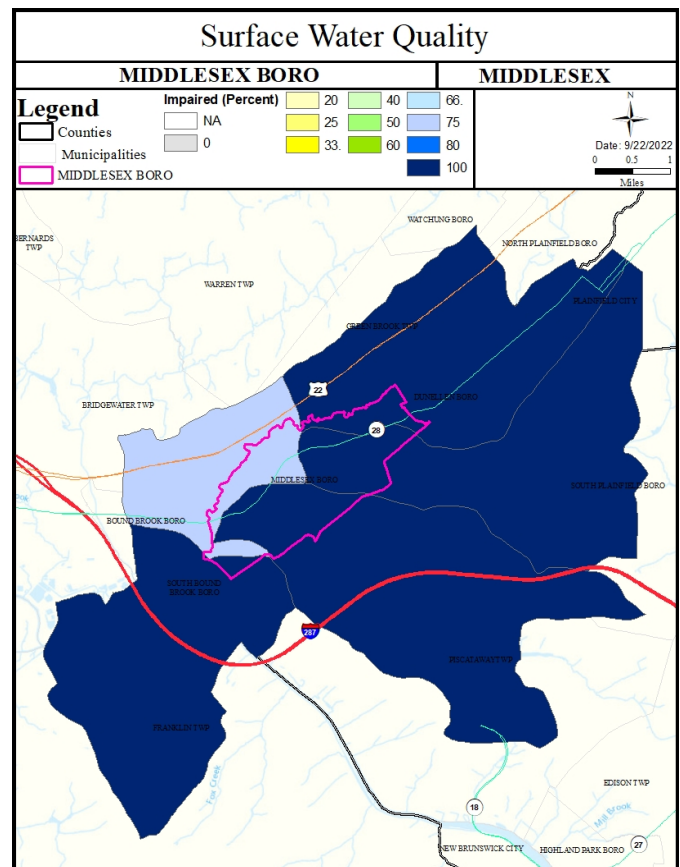 Surface Water Quality
MIDDLESEX BORO
MIDDLESEX
Legend
Counties
Municipalities
MIDDLESEX BORO
Impaired (Percent)
NA
0
20
25
33.
40
50
60
66.
75
80
100
N
Date: 9/22/2022
0 0.5 1
Miles
WATCHUNG BORO
BERNARDS
TWP
NORTH PLAINFIELD BORO
WARREN TWP
PLAINFIELD CITY
GREEN BROOK TWP
22
BRIDGEWATER TWP
DUNELLEN BORO
28
MIDDLESEX BORO
SOUTH PLAINFIELD BORO
BOUND BROOK BORO
SOUTH BOUND
BROOK BORO
287
PISCATAWAY TWP
FRANKLIN TWP
Fox Creek
EDISON TWP
18
Mill Brook
NEW BRUNSWICK CITY
HIGHLAND PARK BORO
27